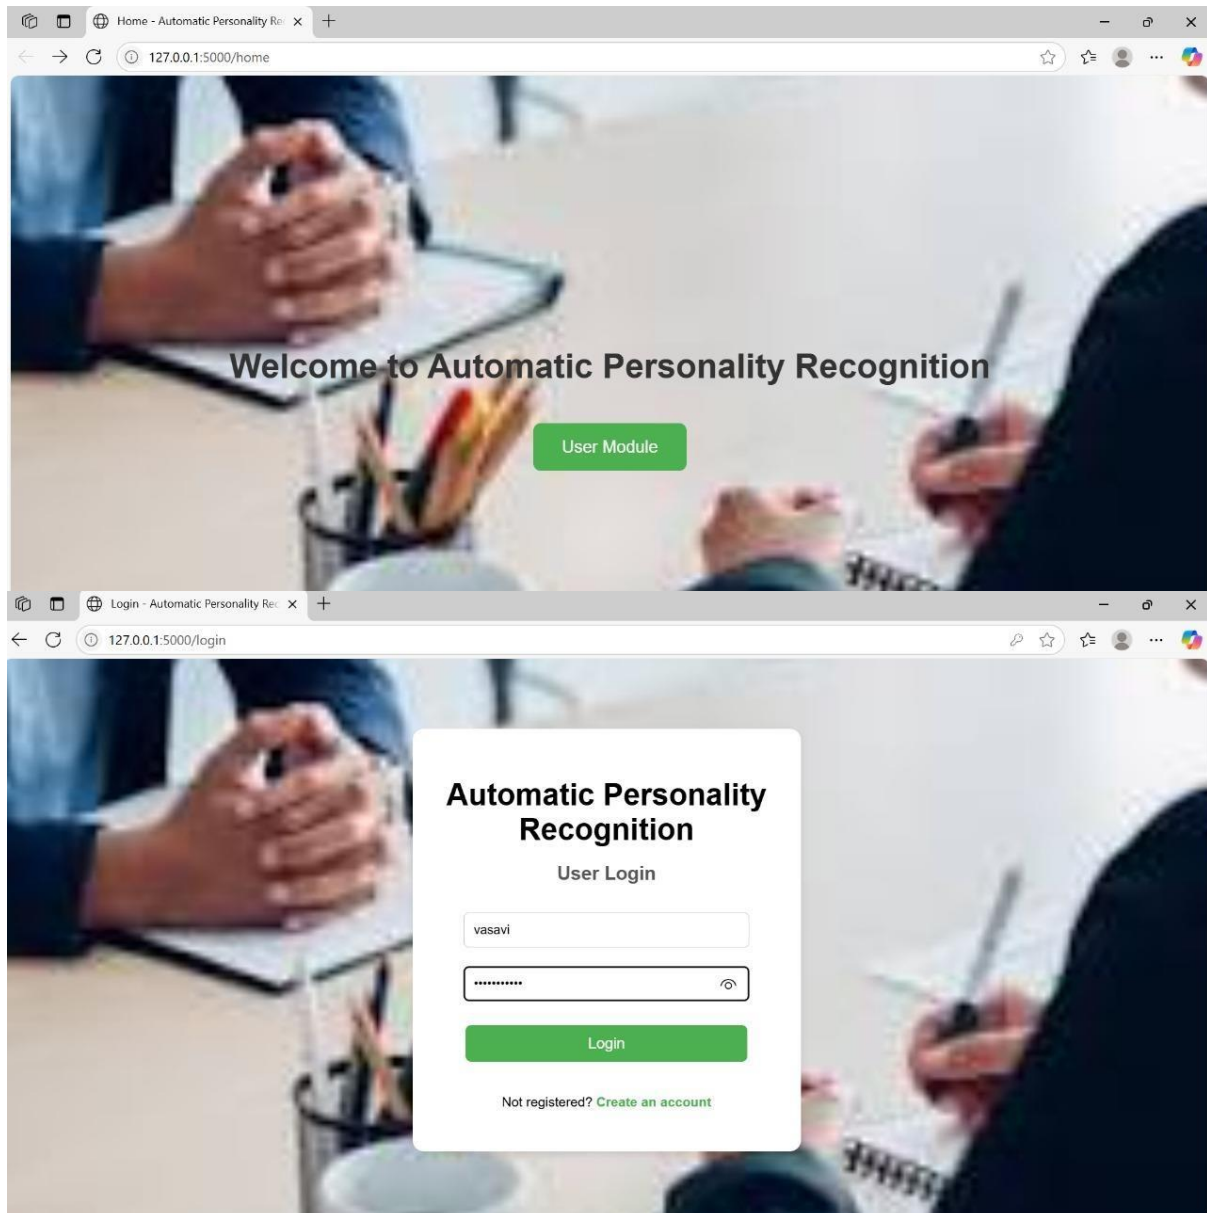 Home - Automatic Personality Re
127.0.0.1:5000/home
Welcome to Automatic Personality Recognition
User Module
Login - Automatic Personality Rec
127.0.0.1:5000/login
Automatic Personality
Recognition
User Login
vasavi
•••••••••••
Login
Not registered? Create an account